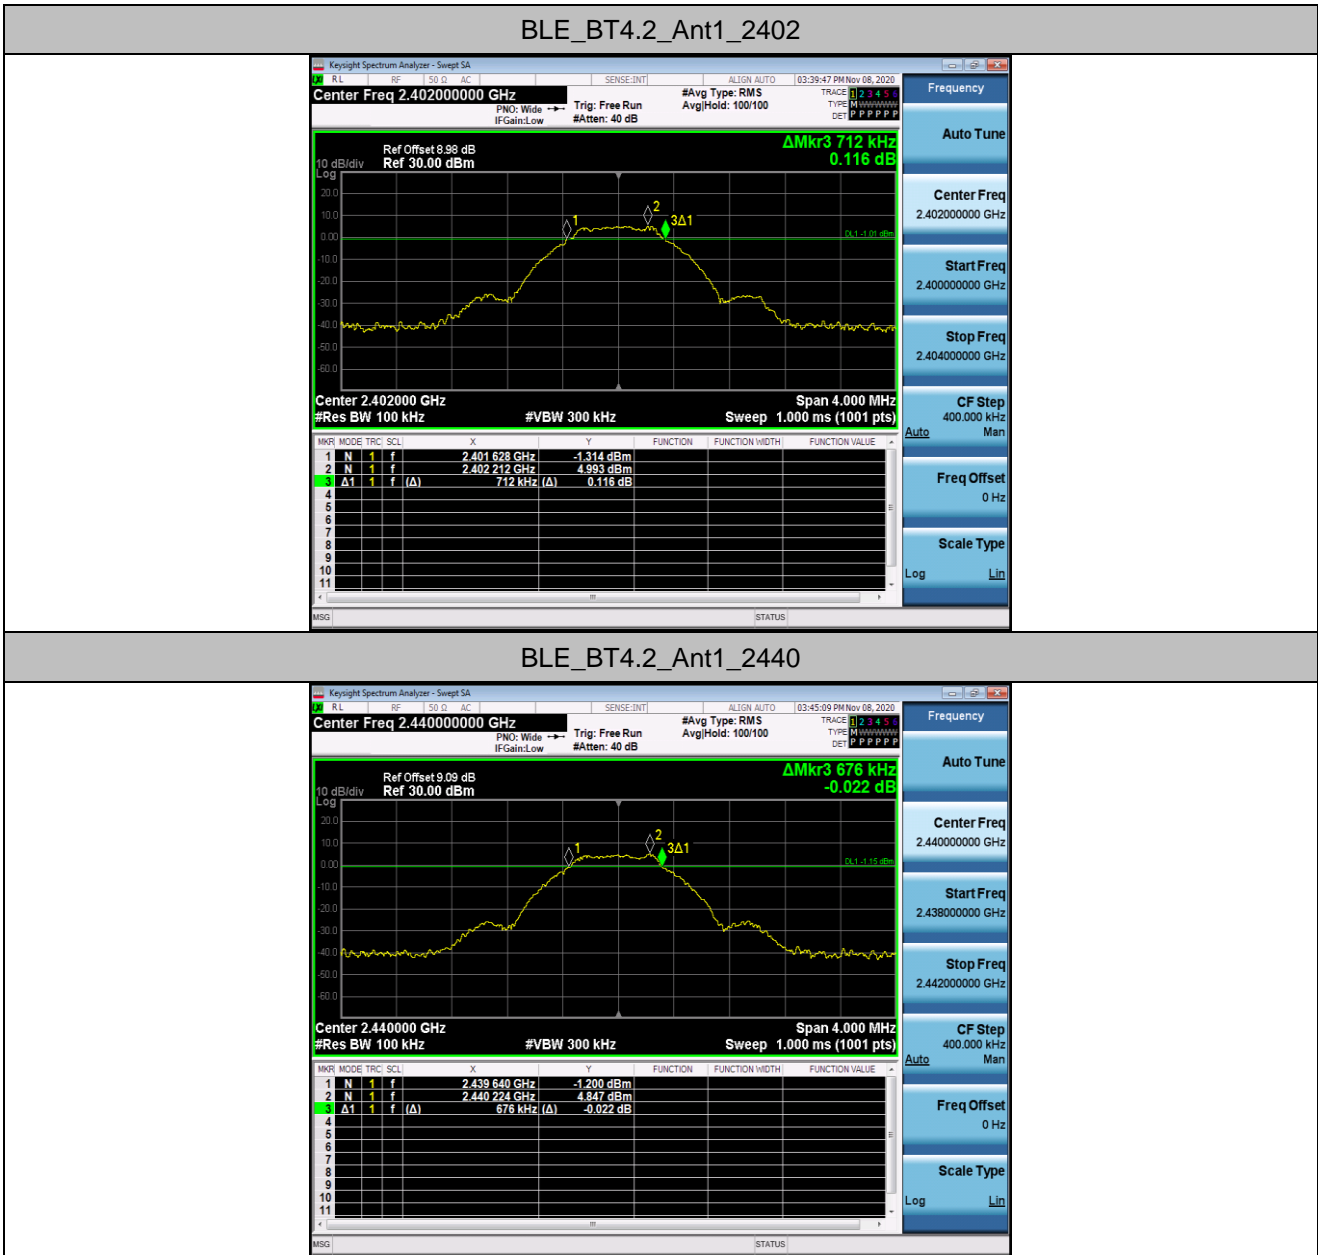 BLE_BT4.2_Ant1_2402
Keysight Spectrum Analyzer - Swept SA
RL RF 50 Ω AC SENSE:INT ALIGN AUTO 03:39:47 PM Nov 08, 2020
Center Freq 2.402000000 GHz #Avg Type: RMS TRACE 1 2 3 4 5 6
PNO: Wide Trig: Free Run Avg|Hold: 100/100 TYPE M WWWWW
IFGain:Low #Atten: 40 dB DET P P P P P P
Frequency
Auto Tune
ΔMkr3 712 kHz
Ref Offset 8.98 dB 0.116 dB
10 dB/div Ref 30.00 dBm
Log
20.0
10.0
0.00
-10.0
-20.0
-30.0
-40.0
-50.0
-60.0
1
2
3Δ1
DL1 -1.01 dBm
Center 2.402000 GHz Span 4.000 MHz
#Res BW 100 kHz #VBW 300 kHz Sweep 1.000 ms (1001 pts)
MKR MODE TRC SCL X Y FUNCTION FUNCTION WIDTH FUNCTION VALUE
1 N 1 f 2.401 628 GHz -1.314 dBm
2 N 1 f 2.402 212 GHz 4.993 dBm
3 Δ1 1 f (Δ) 712 kHz (Δ) 0.116 dB
4
5
6
7
8
9
10
11
MSG STATUS
Center Freq
2.402000000 GHz
Start Freq
2.400000000 GHz
Stop Freq
2.404000000 GHz
CF Step
400.000 kHz
Auto Man
Freq Offset
0 Hz
Scale Type
Log Lin
BLE_BT4.2_Ant1_2440
Keysight Spectrum Analyzer - Swept SA
RL RF 50 Ω AC SENSE:INT ALIGN AUTO 03:45:09 PM Nov 08, 2020
Center Freq 2.440000000 GHz #Avg Type: RMS TRACE 1 2 3 4 5 6
PNO: Wide Trig: Free Run Avg|Hold: 100/100 TYPE M WWWWW
IFGain:Low #Atten: 40 dB DET P P P P P P
Frequency
Auto Tune
ΔMkr3 676 kHz
Ref Offset 9.09 dB -0.022 dB
10 dB/div Ref 30.00 dBm
Log
20.0
10.0
0.00
-10.0
-20.0
-30.0
-40.0
-50.0
-60.0
1
2
3Δ1
DL1 -1.15 dBm
Center 2.440000 GHz Span 4.000 MHz
#Res BW 100 kHz #VBW 300 kHz Sweep 1.000 ms (1001 pts)
MKR MODE TRC SCL X Y FUNCTION FUNCTION WIDTH FUNCTION VALUE
1 N 1 f 2.439 640 GHz -1.200 dBm
2 N 1 f 2.440 224 GHz 4.847 dBm
3 Δ1 1 f (Δ) 676 kHz (Δ) -0.022 dB
4
5
6
7
8
9
10
11
MSG STATUS
Center Freq
2.440000000 GHz
Start Freq
2.438000000 GHz
Stop Freq
2.442000000 GHz
CF Step
400.000 kHz
Auto Man
Freq Offset
0 Hz
Scale Type
Log Lin